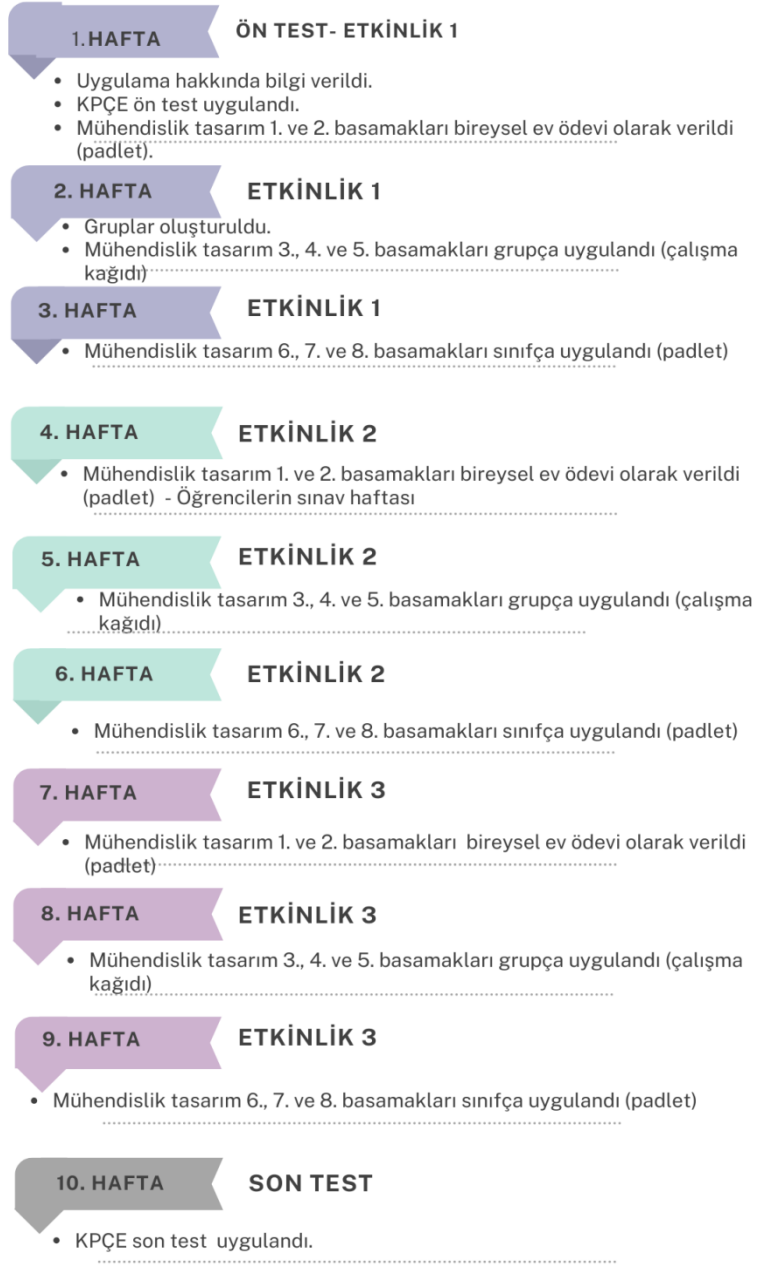 1.HAFTA
ÖN TEST- ETKİNLİK 1
• Uygulama hakkında bilgi verildi.
• KPÇE ön test uygulandı.
• Mühendislik tasarım 1. ve 2. basamakları bireysel ev ödevi olarak verildi
(padlet).
2. HAFTA
ETKİNLİK 1
• Gruplar oluşturuldu.
• Mühendislik tasarım 3., 4. ve 5. basamakları grupça uygulandı (çalışma
kağıdı)
3. HAFTA
ETKİNLİK 1
• Mühendislik tasarım 6., 7. ve 8. basamakları sınıfça uygulandı (padlet)
4. HAFTA
ETKİNLİK 2
• Mühendislik tasarım 1. ve 2. basamakları bireysel ev ödevi olarak verildi
(padlet) - Öğrencilerin sınav haftası
5. HAFTA
ETKİNLİK 2
• Mühendislik tasarım 3., 4. ve 5. basamakları grupça uygulandı (çalışma
kağıdı)
6. HAFTA
ETKİNLİK 2
• Mühendislik tasarım 6., 7. ve 8. basamakları sınıfça uygulandı (padlet)
7. HAFTA
ETKİNLİK 3
• Mühendislik tasarım 1. ve 2. basamakları bireysel ev ödevi olarak verildi
(padlet)
8. HAFTA
ETKİNLİK 3
• Mühendislik tasarım 3., 4. ve 5. basamakları grupça uygulandı (çalışma
kağıdı)
9. HAFTA
ETKİNLİK 3
• Mühendislik tasarım 6., 7. ve 8. basamakları sınıfça uygulandı (padlet)
10. HAFTA
SON TEST
• KPÇE son test uygulandı.